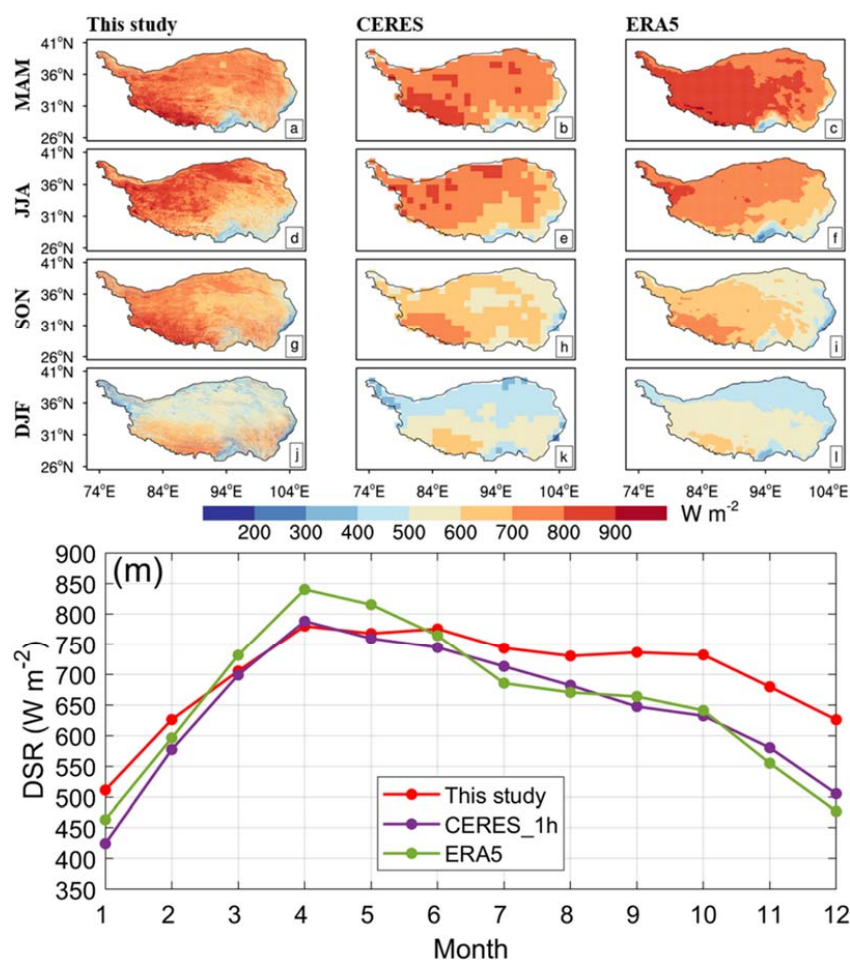 This study CERES ERA5
41°N
36°N
31°N
26°N
MAM
a b c
41°N
36°N
31°N
26°N
JJA
d e f
41°N
36°N
31°N
26°N
SON
g h i
41°N
36°N
31°N
26°N
DJF
j k l
74°E 84°E 94°E 104°E 74°E 84°E 94°E 104°E 74°E 84°E 94°E 104°E
200 300 400 500 600 700 800 900 W m-2
(m)
900
850
800
750
700
650
600
550
500
450
400
350
DSR (W m-2)
This study
CERES_1h
ERA5
1 2 3 4 5 6 7 8 9 10 11 12
Month